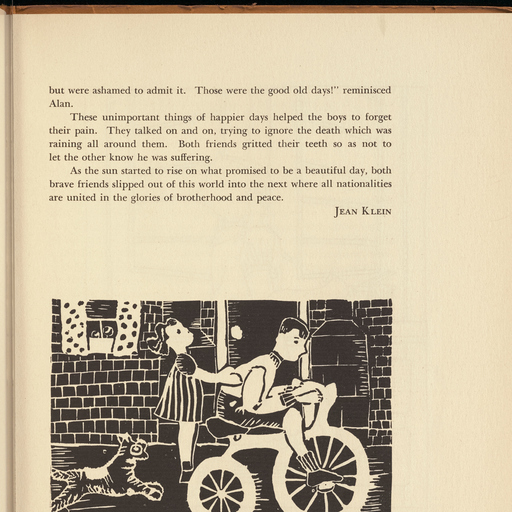 but were ashamed to admit it. Those were the good old days!" reminisced
Alan.
These unimportant things of happier days helped the boys to forget
their pain. They talked on and on, trying to ignore the death which was
raining all around them. Both friends gritted their teeth so as not to
let the other know he was suffering.
As the sun started to rise on what promised to be a beautiful day, both
brave friends slipped out of this world into the next where all nationalities
are united in the glories of brotherhood and peace.
JEAN KLEIN